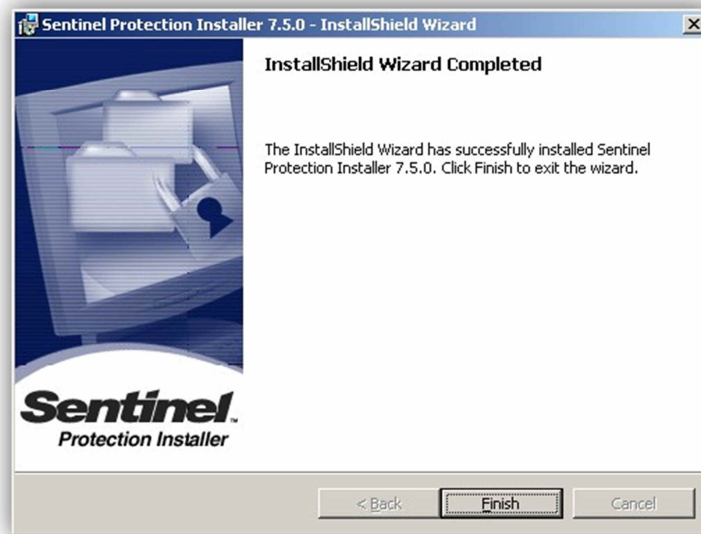 Sentinel Protection Installer 7.5.0 - InstallShield Wizard
InstallShield Wizard Completed
The InstallShield Wizard has successfully installed Sentinel
Protection Installer 7.5.0. Click Finish to exit the wizard.
Sentinel™
Protection Installer
< Back
Finish
Cancel